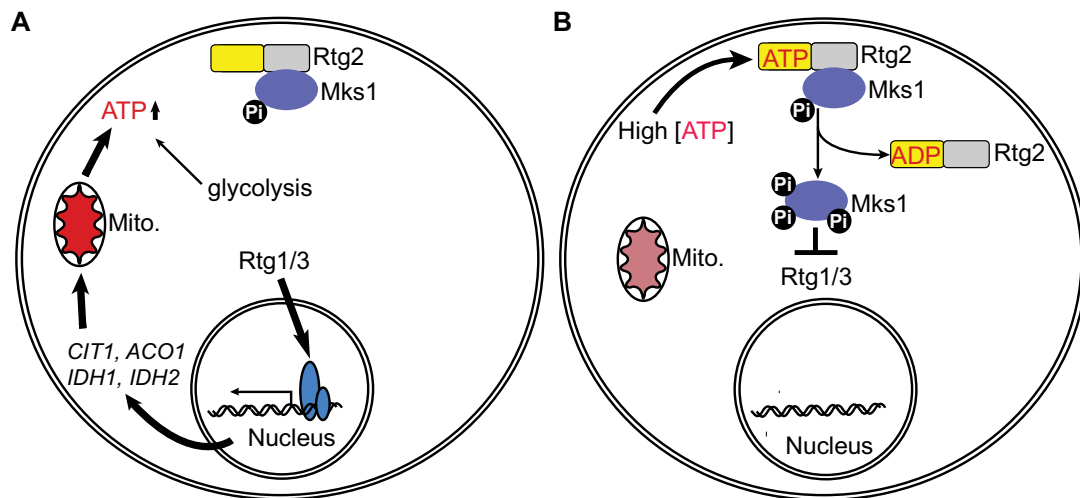 A
Rtg2
Mks1
Pi
ATP
glycolysis
Mito.
Rtg1/3
CIT1, ACO1
IDH1, IDH2
Nucleus
B
ATP
Rtg2
Mks1
Pi
High [ATP]
ADP
Rtg2
Pi
Mks1
Pi
Pi
Mito.
Rtg1/3
Nucleus